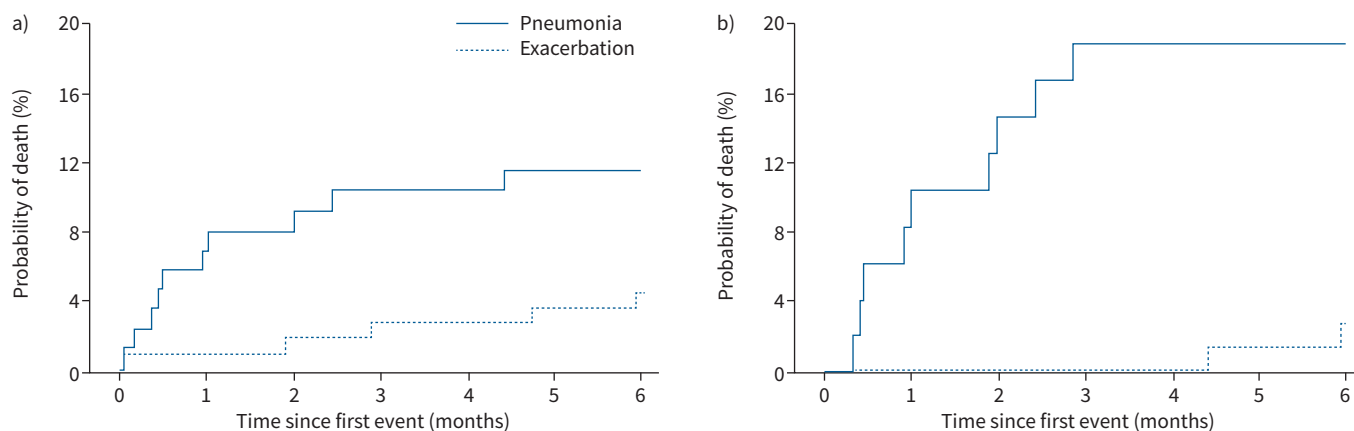 a)
Probability of death (%)
20
16
12
8
4
0
Pneumonia
Exacerbation
0 1 2 3 4 5 6
Time since first event (months)
b)
Probability of death (%)
20
16
12
8
4
0
0 1 2 3 4 5 6
Time since first event (months)